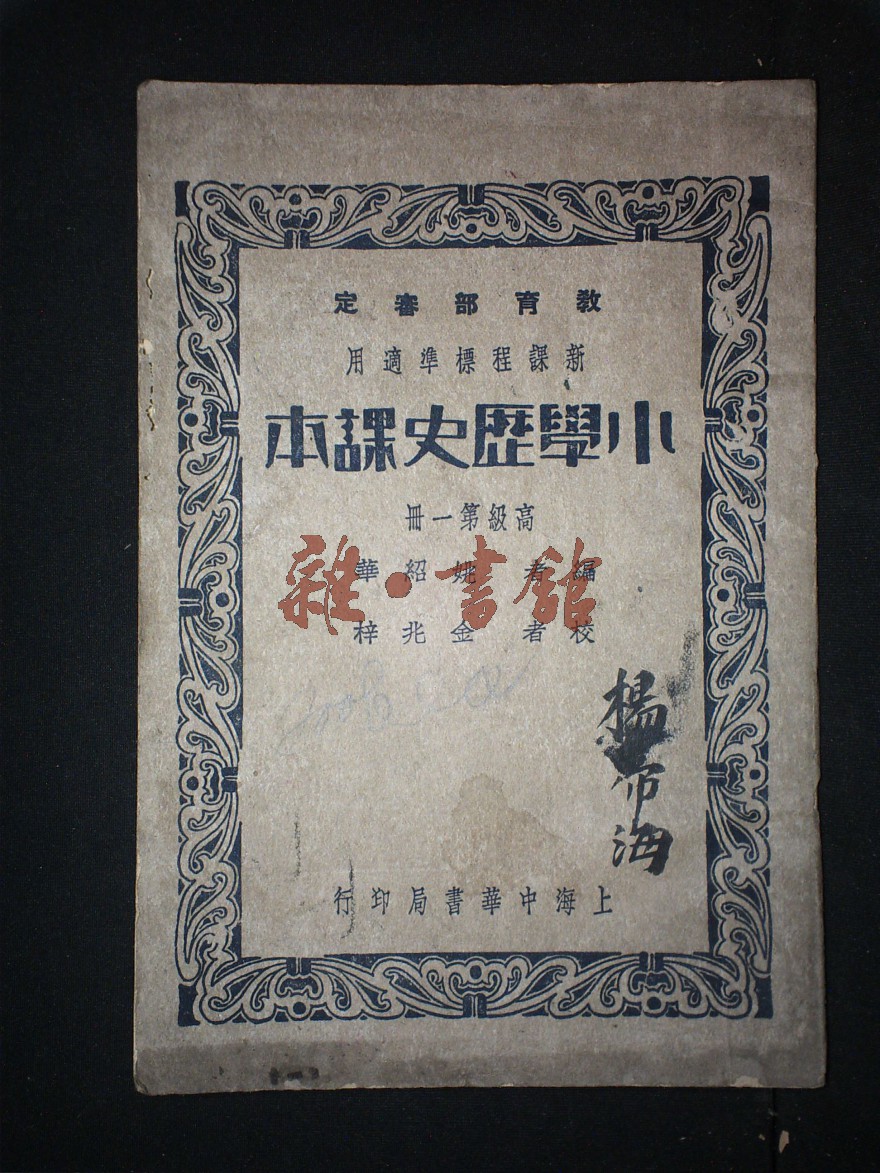 教育部審定
新課程標準適用
小學歷史課本
高級第一冊
編者 姚紹華
校者 金兆梓
雜·書館
楊希海
上海中華書局印行